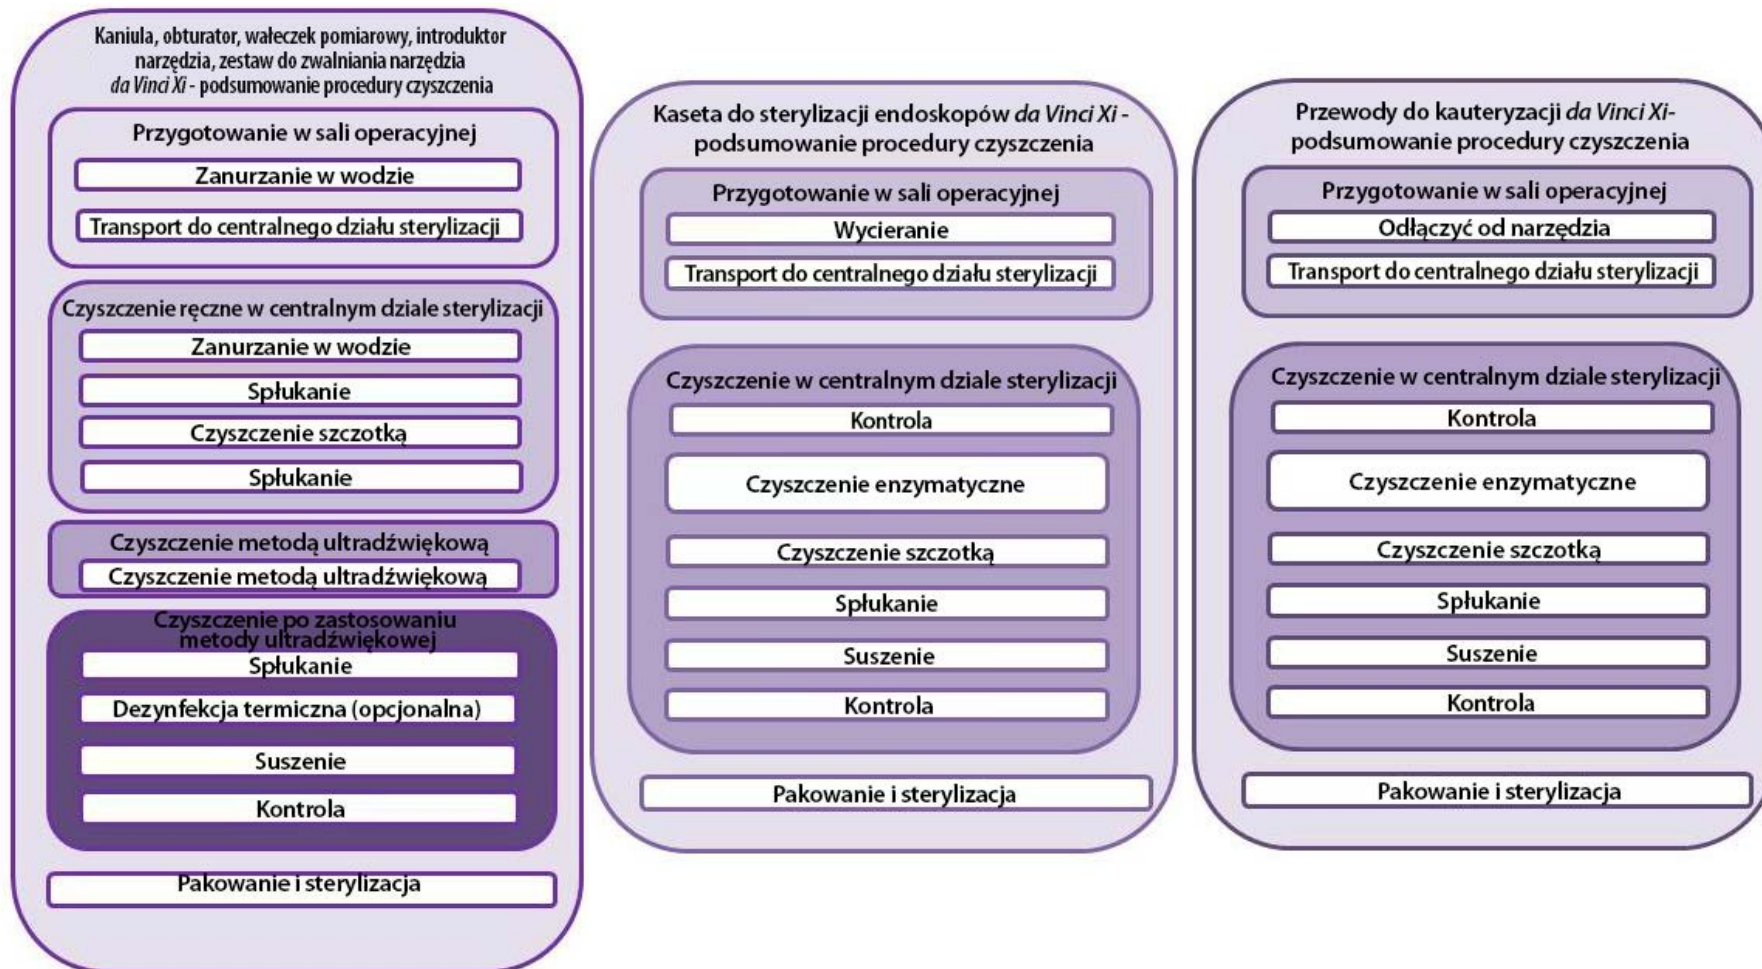 Kaniula, obturator, wałeczek pomiarowy, introduktor
narzędzia, zestaw do zwalniania narzędzia
da Vinci Xi - podsumowanie procedury czyszczenia
Przygotowanie w sali operacyjnej
Zanurzanie w wodzie
Transport do centralnego działu sterylizacji
Czyszczenie ręczne w centralnym dziale sterylizacji
Zanurzanie w wodzie
Spłukanie
Czyszczenie szczotką
Spłukanie
Czyszczenie metodą ultradźwiękową
Czyszczenie metodą ultradźwiękową
Czyszczenie po zastosowaniu
metody ultradźwiękowej
Spłukanie
Dezynfekcja termiczna (opcjonalna)
Suszenie
Kontrola
Pakowanie i sterylizacja
Kaseta do sterylizacji endoskopów da Vinci Xi -
podsumowanie procedury czyszczenia
Przygotowanie w sali operacyjnej
Wycieranie
Transport do centralnego działu sterylizacji
Czyszczenie w centralnym dziale sterylizacji
Kontrola
Czyszczenie enzymatyczne
Czyszczenie szczotką
Spłukanie
Suszenie
Kontrola
Pakowanie i sterylizacja
Przewody do kauteryzacji da Vinci Xi-
podsumowanie procedury czyszczenia
Przygotowanie w sali operacyjnej
Odłączyć od narzędzia
Transport do centralnego działu sterylizacji
Czyszczenie w centralnym dziale sterylizacji
Kontrola
Czyszczenie enzymatyczne
Czyszczenie szczotką
Spłukanie
Suszenie
Kontrola
Pakowanie i sterylizacja